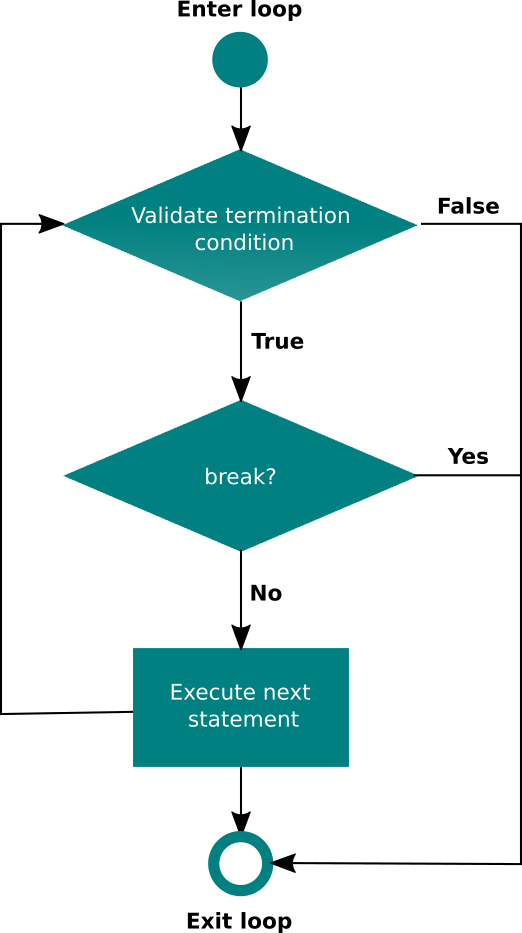 Enter loop
Validate termination
condition
False
True
break?
Yes
No
Execute next
statement
Exit loop